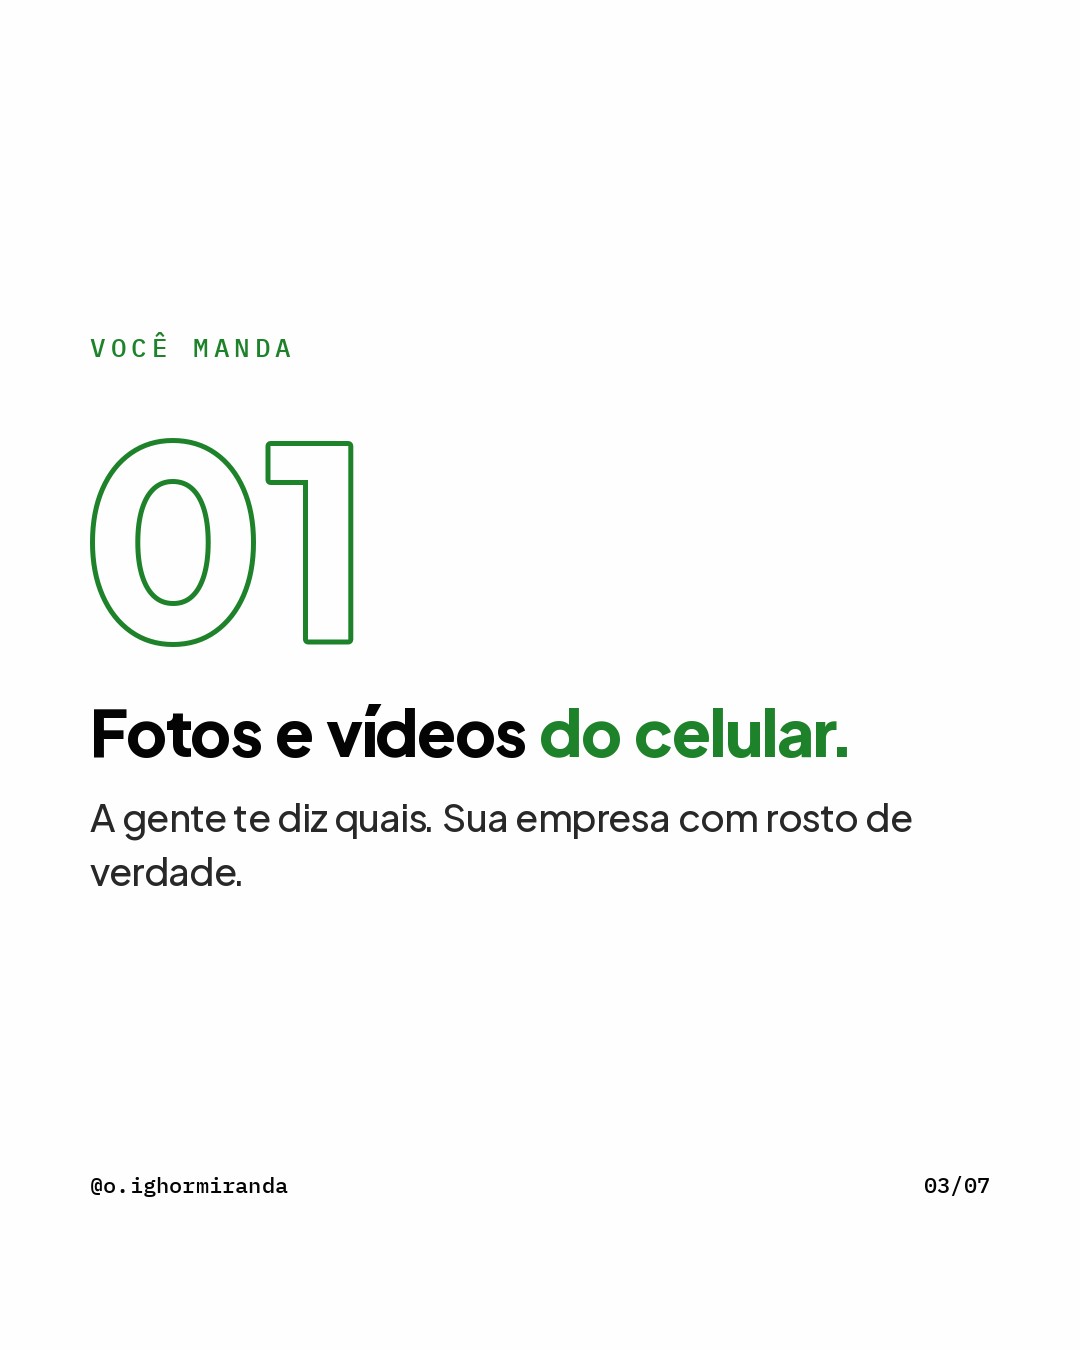 VOCÊ MANDA
01
Fotos e vídeos do celular.
A gente te diz quais. Sua empresa com rosto de
verdade.
@o.ighormiranda
03/07